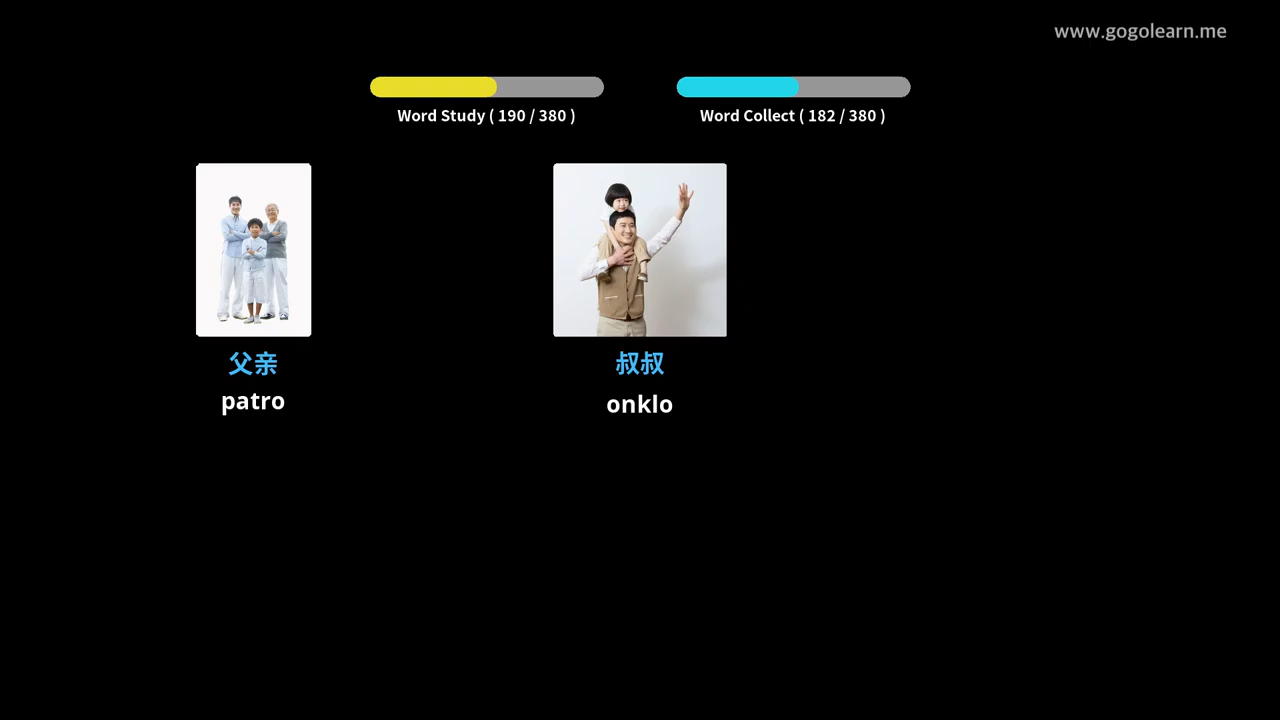 www.gogolearn.me
Word Study ( 190 / 380 )
Word Collect ( 182 / 380 )
父亲
patro
叔叔
onklo